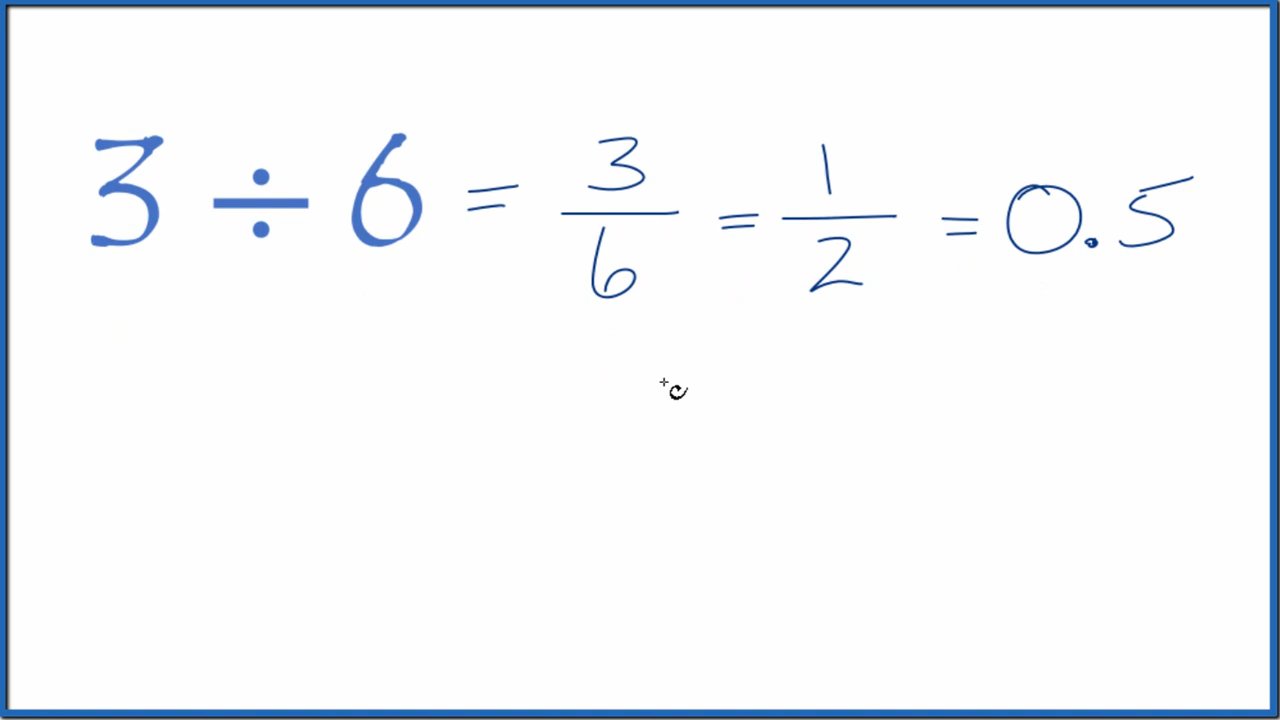 3 ÷ 6 = 3/6 = 1/2 = 0.5